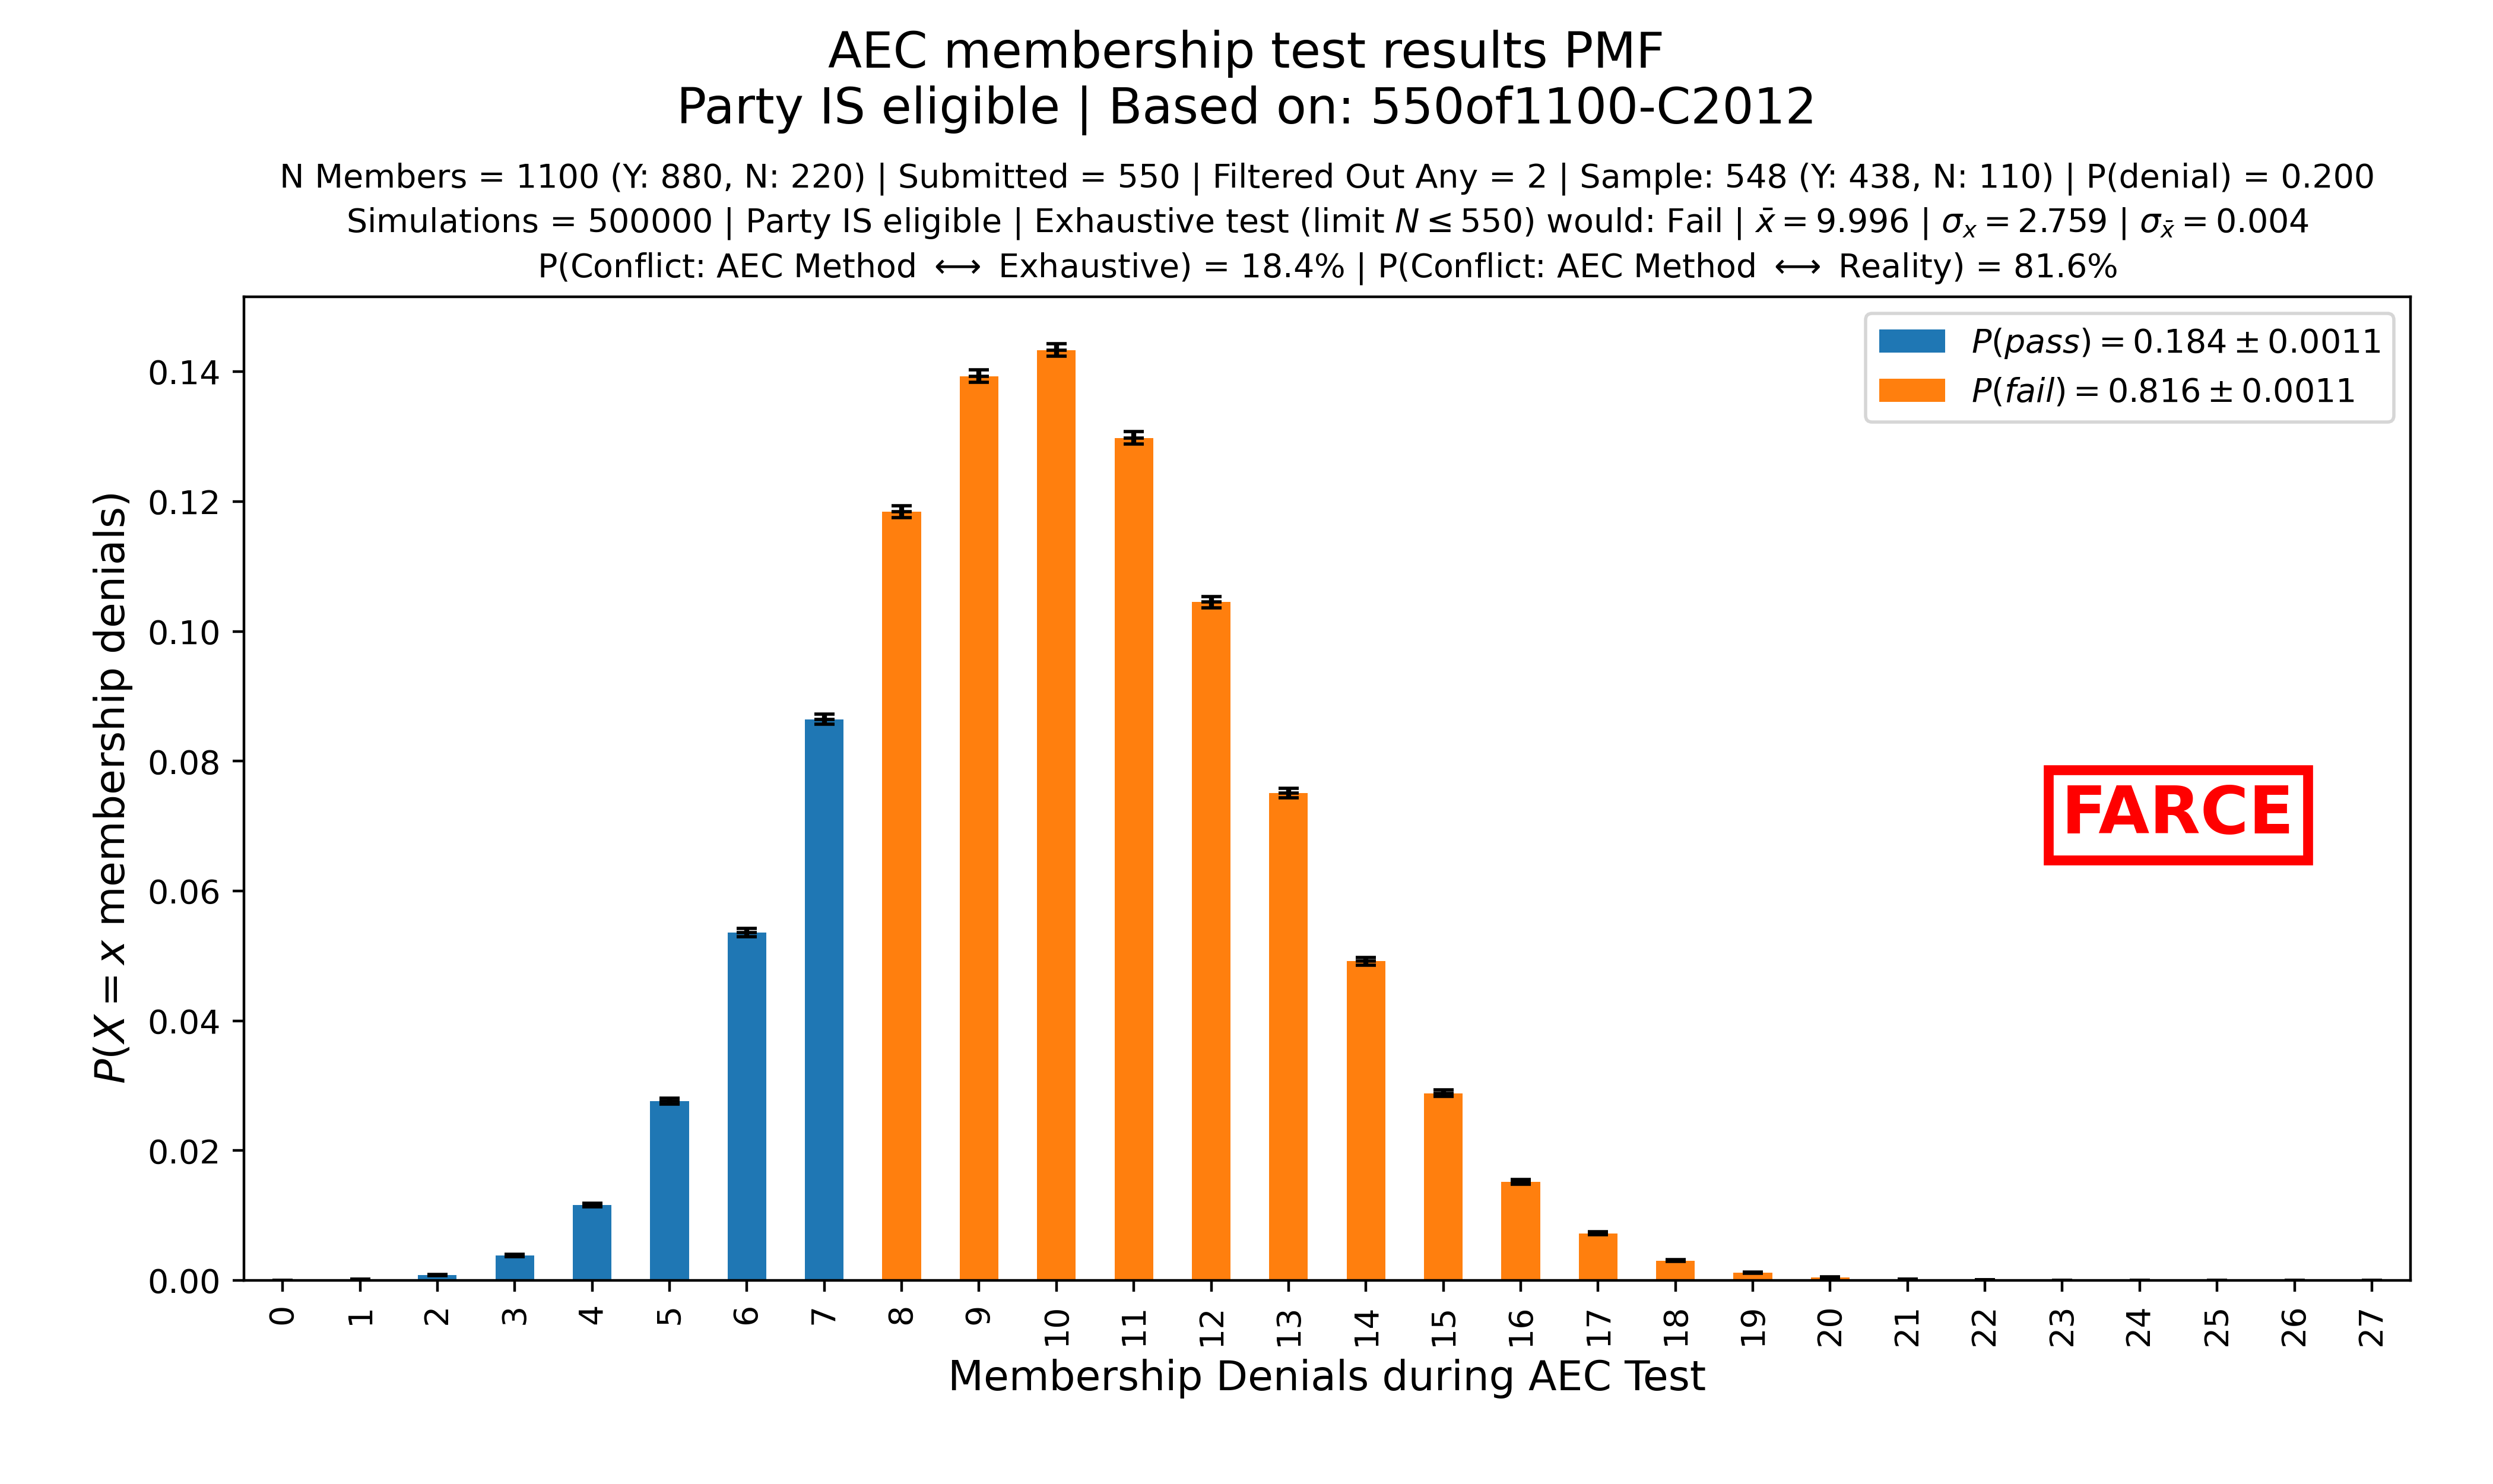 AEC membership test results PMF
Party IS eligible | Based on: 550of1100-C2012
N Members = 1100 (Y: 880, N: 220) | Submitted = 550 | Filtered Out Any = 2 | Sample: 548 (Y: 438, N: 110) | P(denial) = 0.200
Simulations = 500000 | Party IS eligible | Exhaustive test (limit N ≤ 550) would: Fail | x̄ = 9.996 | σₓ = 2.759 | σ_x̄ = 0.004
P(Conflict: AEC Method ⟷ Exhaustive) = 18.4% | P(Conflict: AEC Method ⟷ Reality) = 81.6%
P(pass) = 0.184 ± 0.0011
P(fail) = 0.816 ± 0.0011
FARCE
P(X = x membership denials)
0.14
0.12
0.10
0.08
0.06
0.04
0.02
0.00
0 1 2 3 4 5 6 7 8 9 10 11 12 13 14 15 16 17 18 19 20 21 22 23 24 25 26 27
Membership Denials during AEC Test